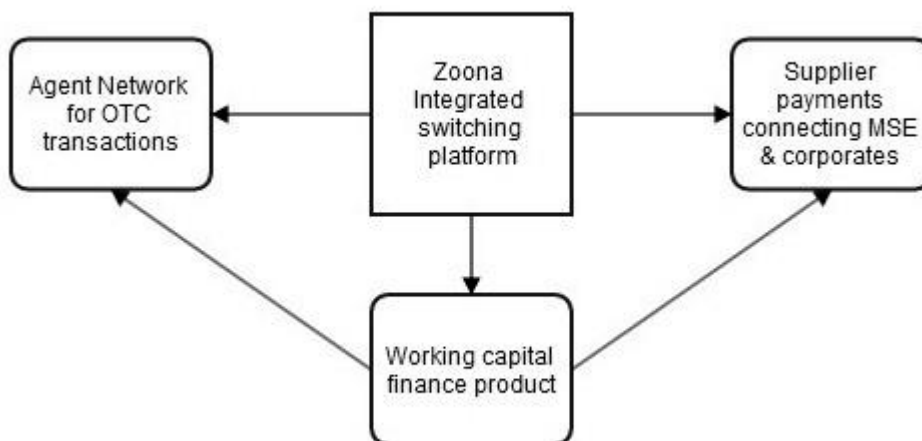 Agent Network
for OTC
transactions
Zoona
Integrated
switching
platform
Supplier
payments
connecting MSE
& corporates
Working capital
finance product